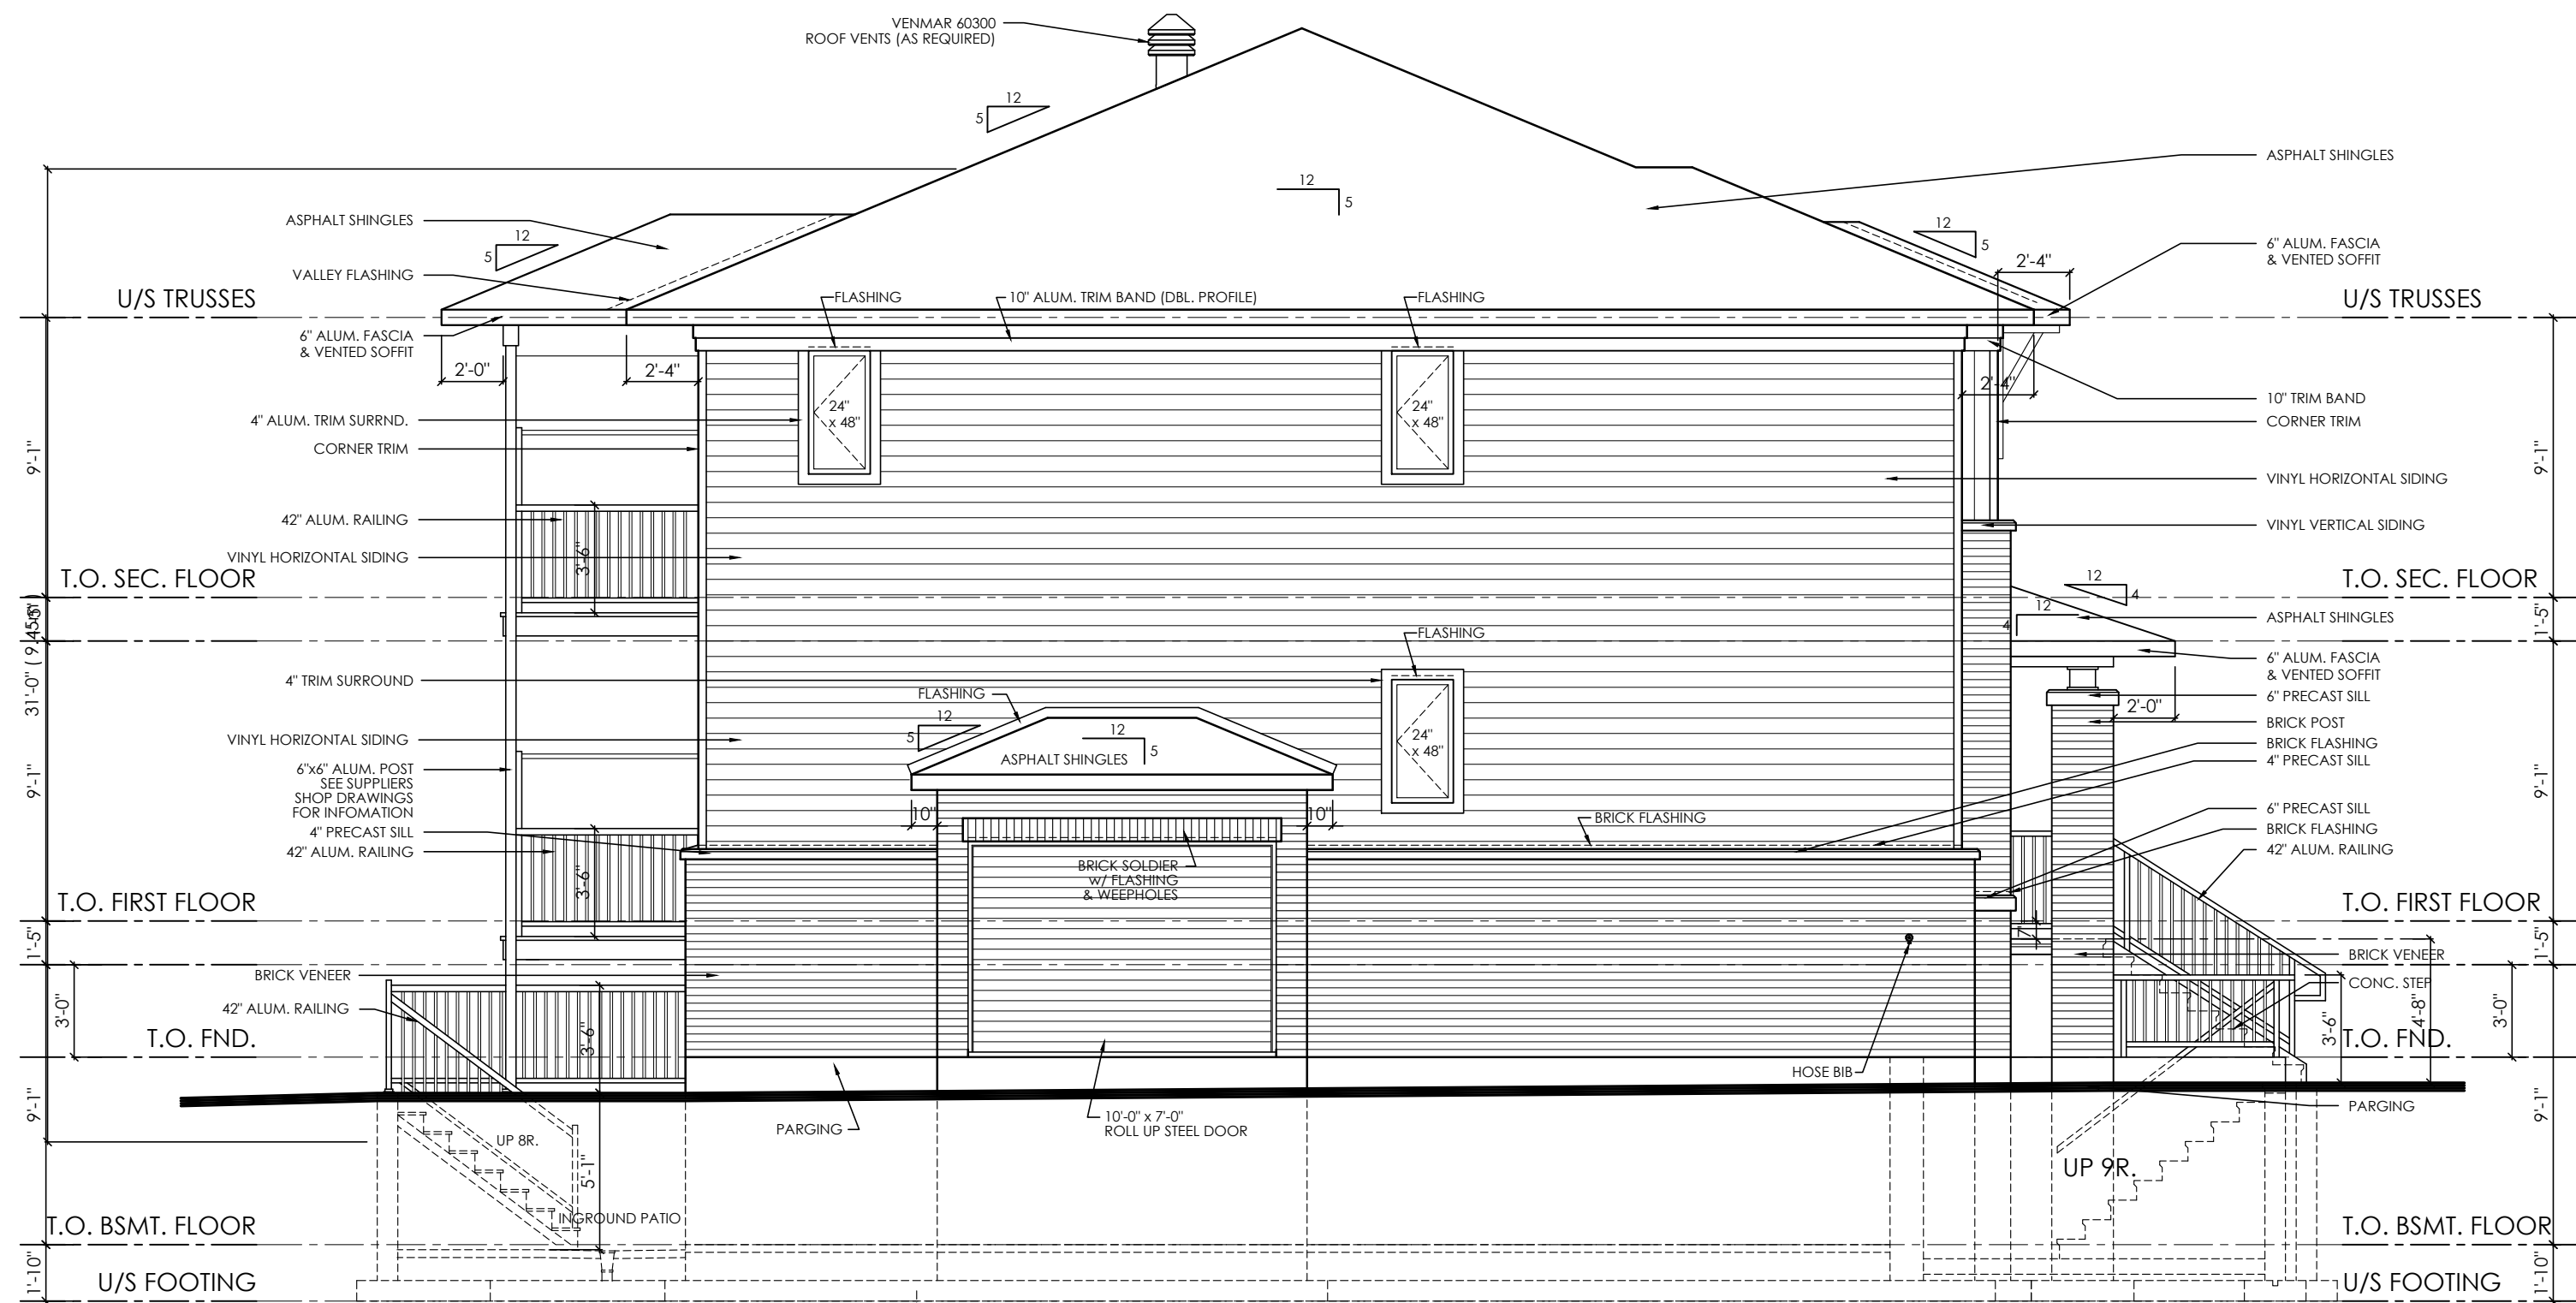 VENMAR 60300
ROOF VENTS (AS REQUIRED)
12
5
12
5
ASPHALT SHINGLES
ASPHALT SHINGLES
12
5
12
5
6" ALUM. FASCIA
& VENTED SOFFIT
2'-4"
VALLEY FLASHING
U/S TRUSSES
FLASHING
10" ALUM. TRIM BAND (DBL. PROFILE)
FLASHING
U/S TRUSSES
6" ALUM. FASCIA
& VENTED SOFFIT
2'-0"
2'-4"
2'-4"
10" TRIM BAND
4" ALUM. TRIM SURRND.
24"
x 48"
24"
x 48"
CORNER TRIM
CORNER TRIM
9'-1"
9'-1"
VINYL HORIZONTAL SIDING
42" ALUM. RAILING
VINYL VERTICAL SIDING
3'-6"
VINYL HORIZONTAL SIDING
T.O. SEC. FLOOR
T.O. SEC. FLOOR
12
4
12
4
ASPHALT SHINGLES
1'-5"
31'-0"
FLASHING
6" ALUM. FASCIA
& VENTED SOFFIT
4" TRIM SURROUND
FLASHING
6" PRECAST SILL
2'-0"
12
5
12
5
BRICK POST
VINYL HORIZONTAL SIDING
24"
x 48"
BRICK FLASHING
ASPHALT SHINGLES
4" PRECAST SILL
6"x6" ALUM. POST
SEE SUPPLIERS
SHOP DRAWINGS
FOR INFOMATION
9'-1"
9'-1"
10"
10"
6" PRECAST SILL
BRICK FLASHING
4" PRECAST SILL
BRICK FLASHING
42" ALUM. RAILING
42" ALUM. RAILING
BRICK SOLDIER
w/ FLASHING
& WEEPHOLES
3'-6"
T.O. FIRST FLOOR
T.O. FIRST FLOOR
1'-5"
1'-5"
BRICK VENEER
BRICK VENEER
CONC. STEP
42" ALUM. RAILING
3'-0"
3'-6"
3'-6"
4'-8"
3'-0"
T.O. FND.
T.O. FND.
HOSE BIB
9'-1"
9'-1"
PARGING
10'-0" x 7'-0"
ROLL UP STEEL DOOR
PARGING
UP 8R.
5'-1"
UP 9R.
INGROUND PATIO
T.O. BSMT. FLOOR
T.O. BSMT. FLOOR
1'-10"
1'-10"
U/S FOOTING
U/S FOOTING